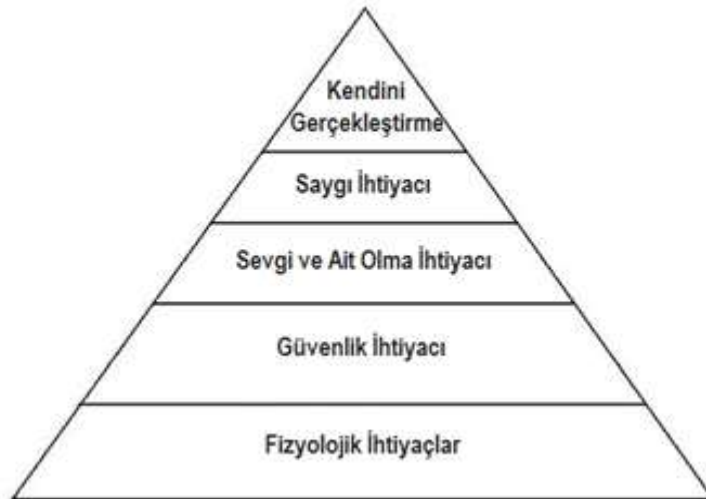 Kendini
Gerçekleştirme
Saygı İhtiyacı
Sevgi ve Ait Olma İhtiyacı
Güvenlik İhtiyacı
Fizyolojik İhtiyaçlar